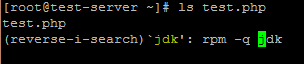 [root@test-server ~]# ls test.php
test.php
(reverse-i-search)`jdk': rpm -q jdk